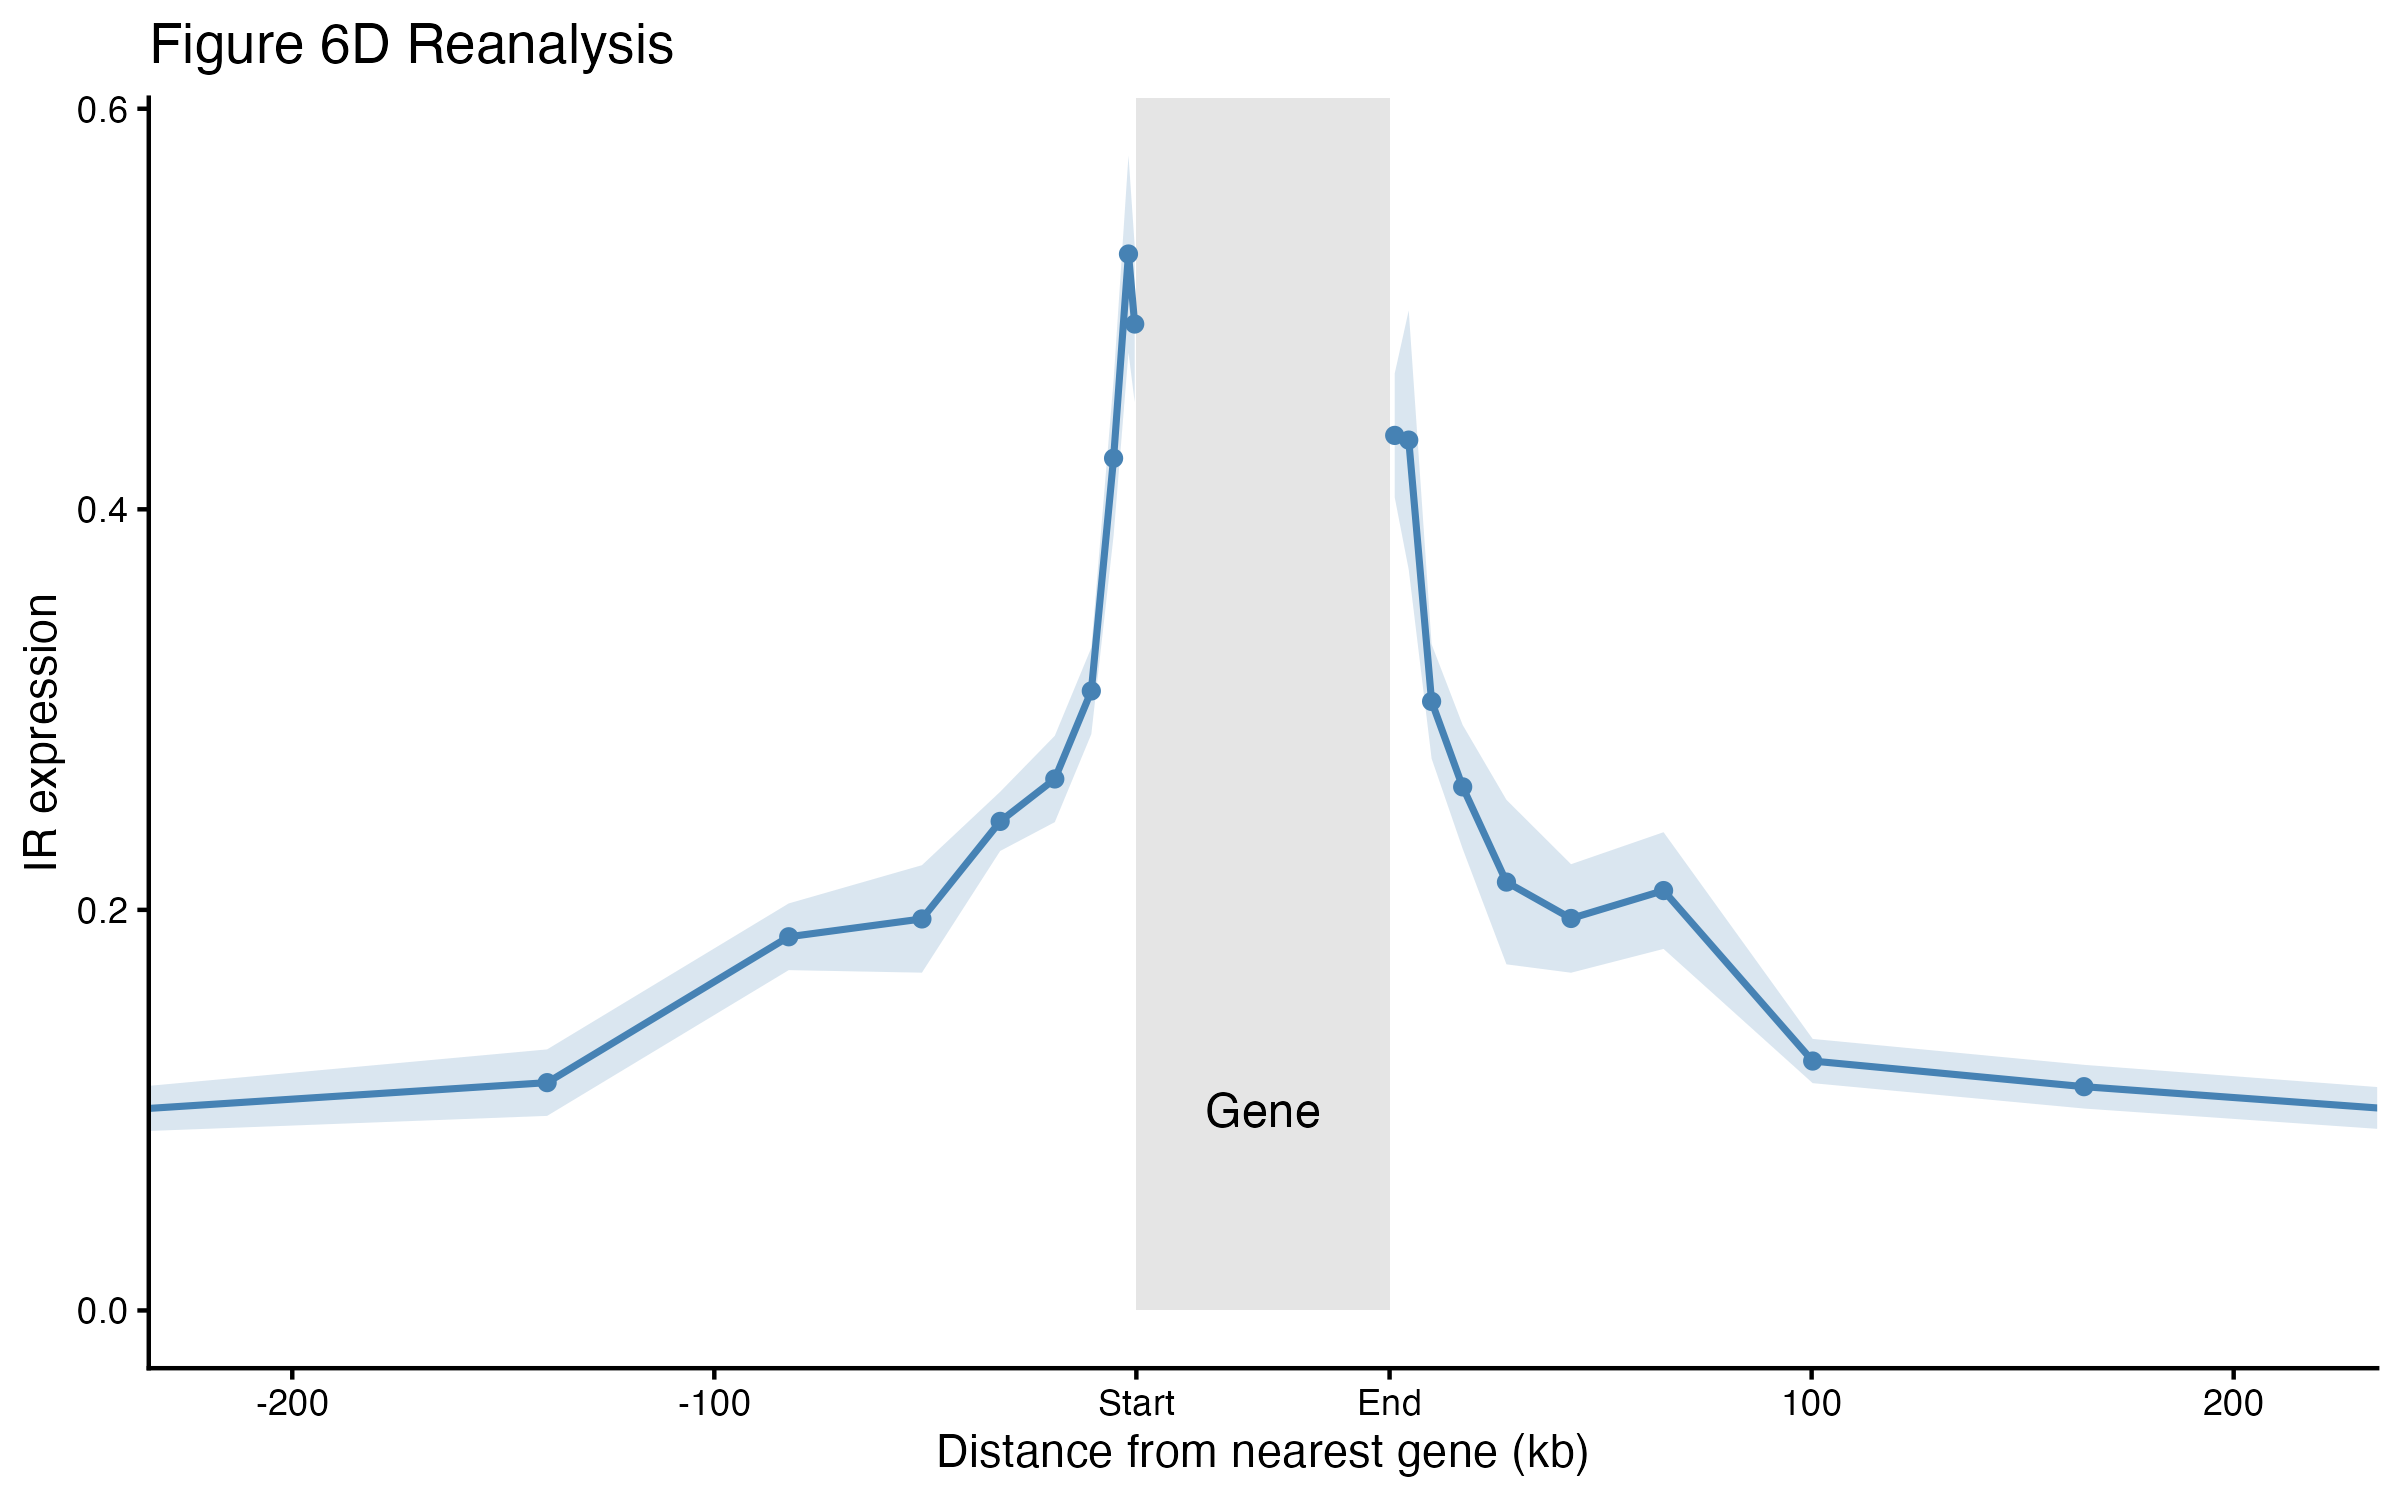 Figure 6D Reanalysis
0.6
0.4
0.2
0.0
IR expression
Gene
-200 -100 Start End 100 200
Distance from nearest gene (kb)